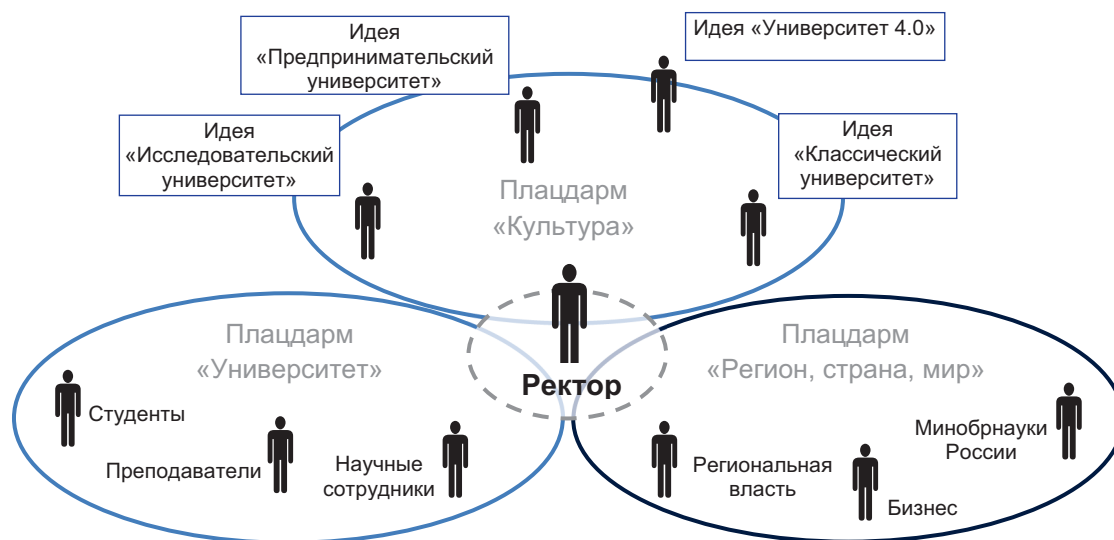 Идея
«Предпринимательский
университет»
Идея «Университет 4.0»
Идея
«Исследовательский
университет»
Идея
«Классический
университет»
Плацдарм
«Культура»
Плацдарм
«Университет»
Ректор
Плацдарм
«Регион, страна, мир»
Студенты
Преподаватели
Научные
сотрудники
Региональная
власть
Бизнес
Минобрнауки
России